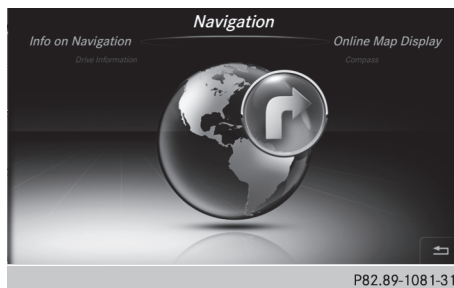 Navigation
Info on Navigation
Online Map Display
Drive Information
Compass
P82.89-1081-31